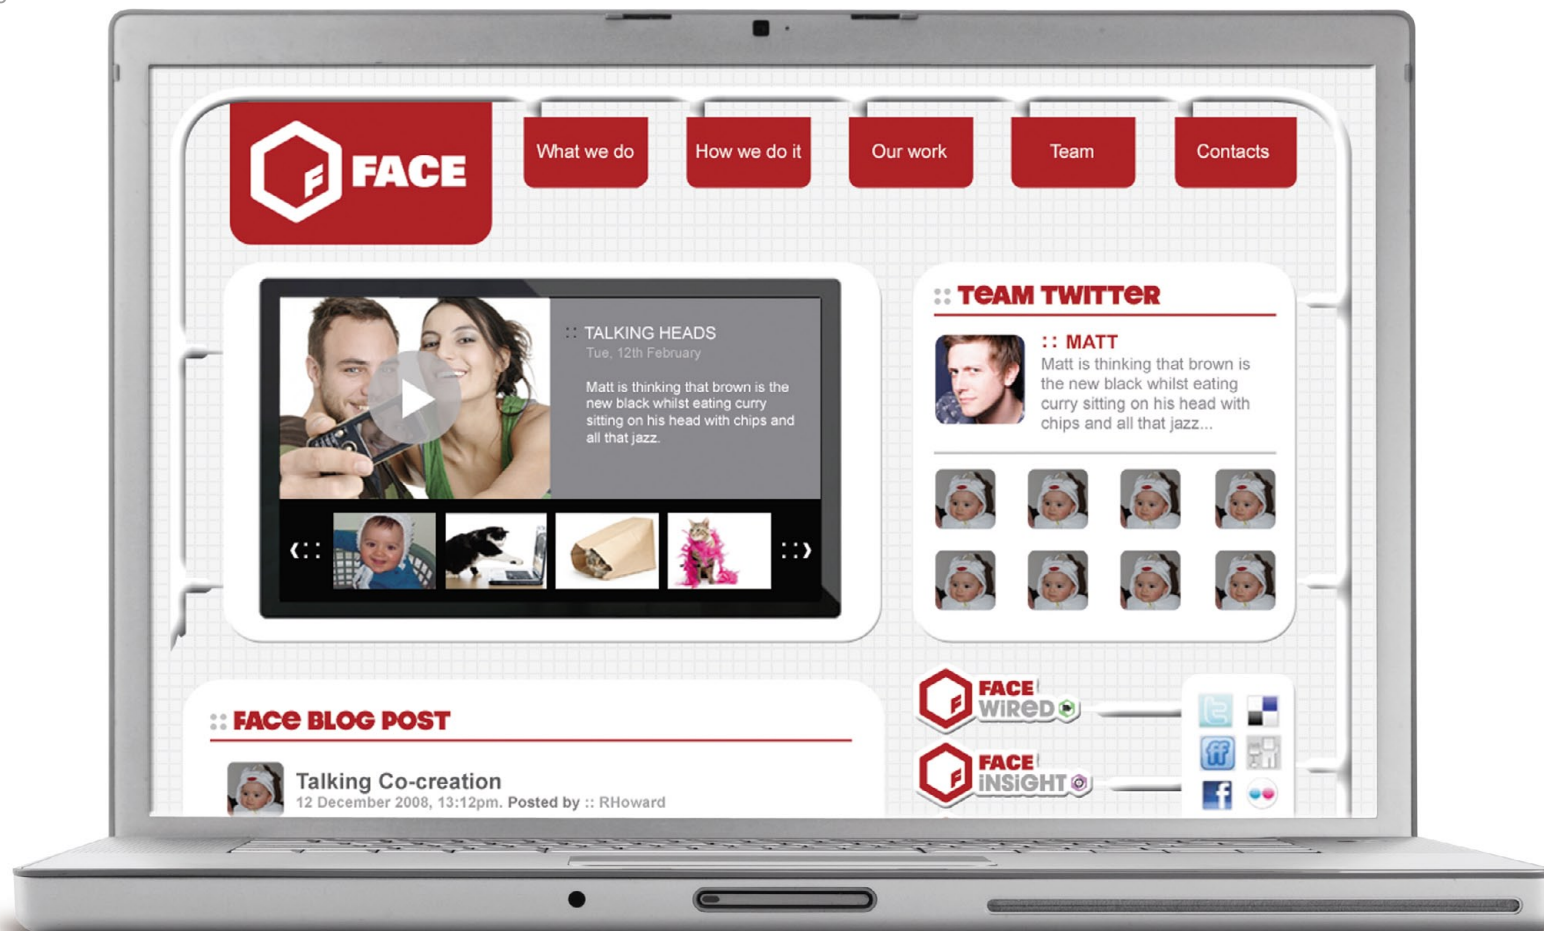 FACE
What we do
How we do it
Our work
Team
Contacts
:: TALKING HEADS
Tue, 12th February
Matt is thinking that brown is the
new black whilst eating curry
sitting on his head with chips and
all that jazz.
:: TEAM TWITTER
:: MATT
Matt is thinking that brown is
the new black whilst eating
curry sitting on his head with
chips and all that jazz...
:: FACE BLOG POST
Talking Co-creation
12 December 2008, 13:12pm. Posted by :: RHoward
FACE
WIRED
FACE
INSIGHT
t
ff
f